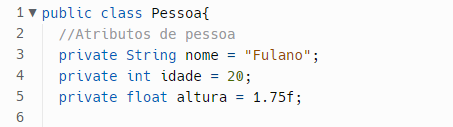 1 public class Pessoa{
2 //Atributos de pessoa
3 private String nome = "Fulano";
4 private int idade = 20;
5 private float altura = 1.75f;
6